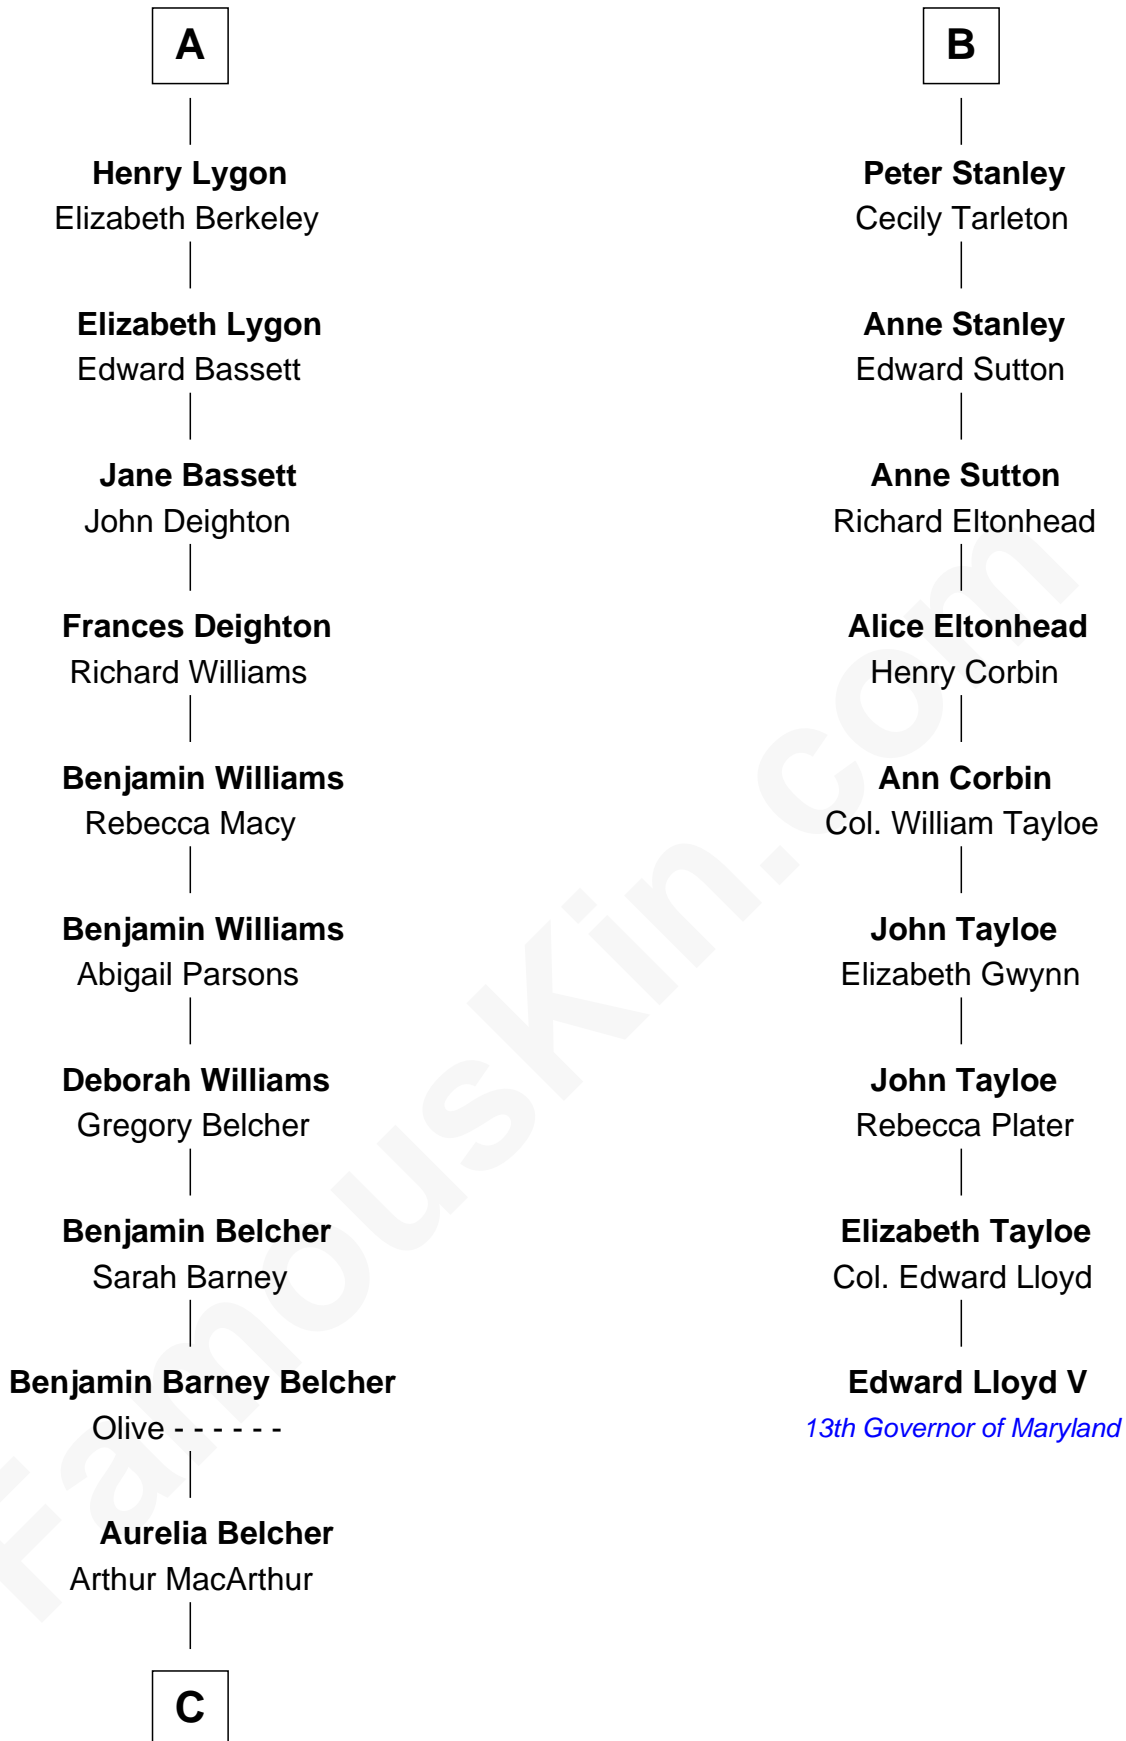 A
Henry Lygon
Elizabeth Berkeley
Elizabeth Lygon
Edward Bassett
Jane Bassett
John Deighton
Frances Deighton
Richard Williams
Benjamin Williams
Rebecca Macy
Benjamin Williams
Abigail Parsons
Deborah Williams
Gregory Belcher
Benjamin Belcher
Sarah Barney
Benjamin Barney Belcher
Olive - - - - - -
Aurelia Belcher
Arthur MacArthur
C
B
Peter Stanley
Cecily Tarleton
Anne Stanley
Edward Sutton
Anne Sutton
Richard Eltonhead
Alice Eltonhead
Henry Corbin
Ann Corbin
Col. William Tayloe
John Tayloe
Elizabeth Gwynn
John Tayloe
Rebecca Plater
Elizabeth Tayloe
Col. Edward Lloyd
Edward Lloyd V
13th Governor of Maryland
FamousKin.com